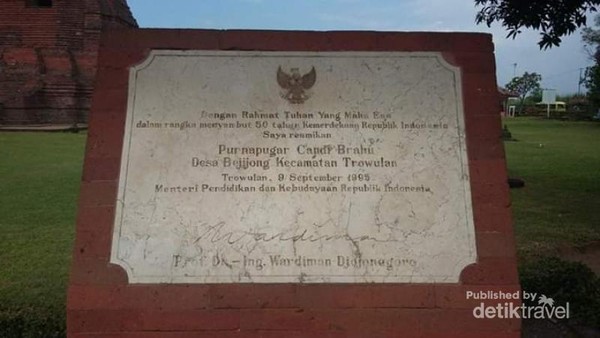 Dengan Rahmat Tuhan Yang Maha Esa
dalam rangka menyambut 50 tahun Kemerdekaan Republik Indonesia
Saya resmikan
Purnapugar Candi Brahu
Desa Bejijong Kecamatan Trowulan
Trowulan, 9 September 1995
Menteri Pendidikan dan Kebudayaan Republik Indonesia
Wardiman
Prof. Dr.-Ing. Wardiman Djojonegoro
Published by
detiktravel